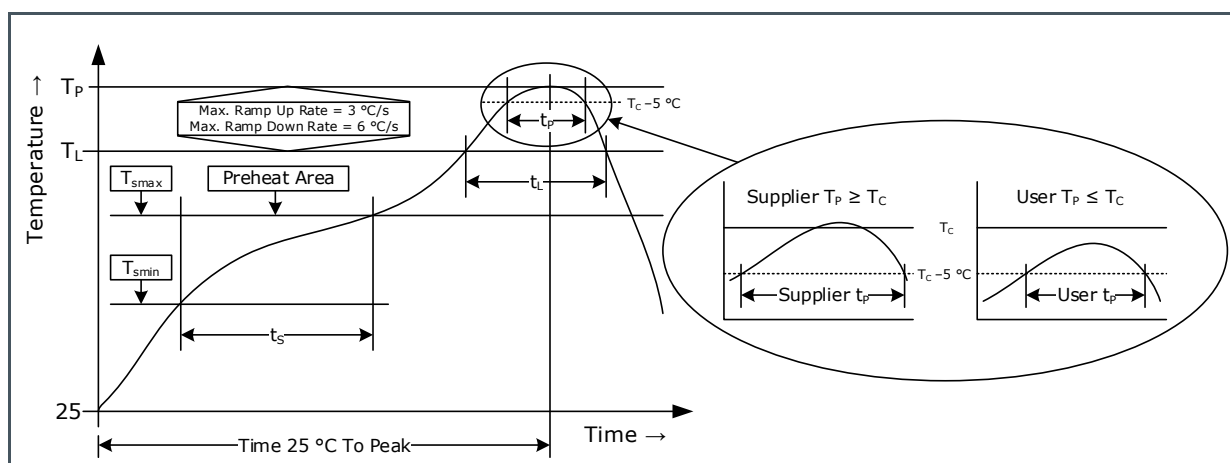 Temperature →
T_P
Max. Ramp Up Rate = 3 °C/s
Max. Ramp Down Rate = 6 °C/s
T_C –5 °C
t_P
T_L
T_smax
Preheat Area
t_L
T_smin
t_S
25
Time 25 °C To Peak
Time →
Supplier T_P ≥ T_C
User T_P ≤ T_C
T_C
T_C –5 °C
Supplier t_P
User t_P